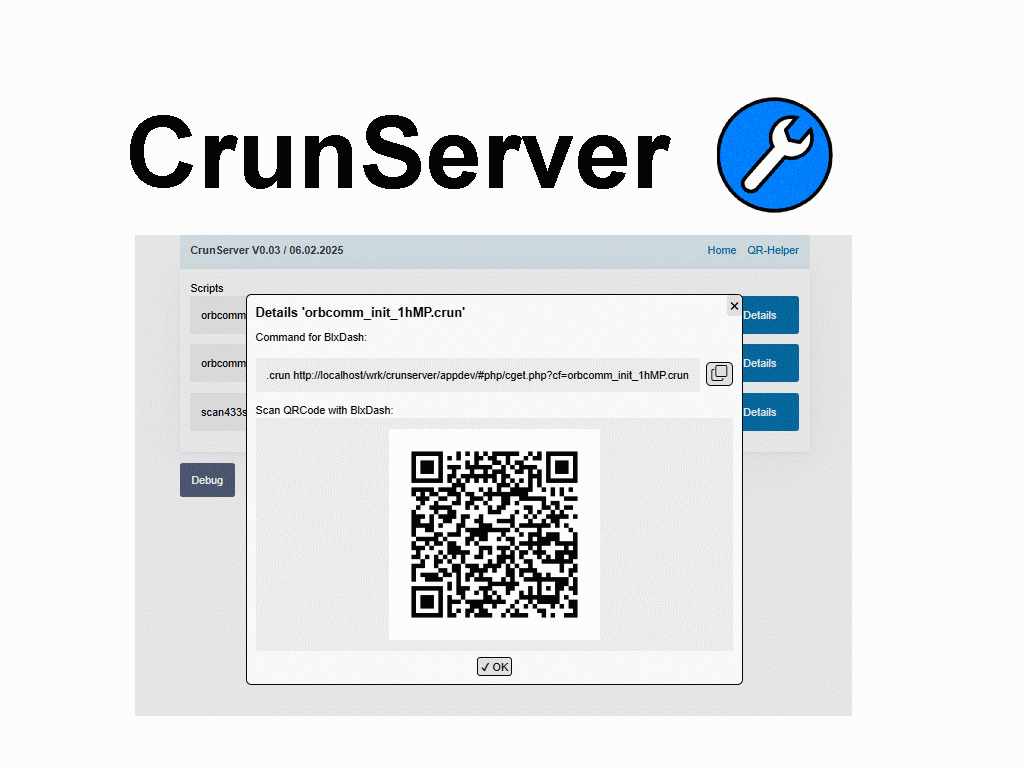 CrunServer
CrunServer V0.03 / 06.02.2025
Home QR-Helper
Scripts
orbcomm
Details
orbcomm
Details
scan433s
Details
Debug
Details 'orbcomm_init_1hMP.crun'
✕
Command for BlxDash:
.crun http://localhost/wrk/crunserver/appdev/#php/cget.php?cf=orbcomm_init_1hMP.crun
Scan QRCode with BlxDash:
✓ OK